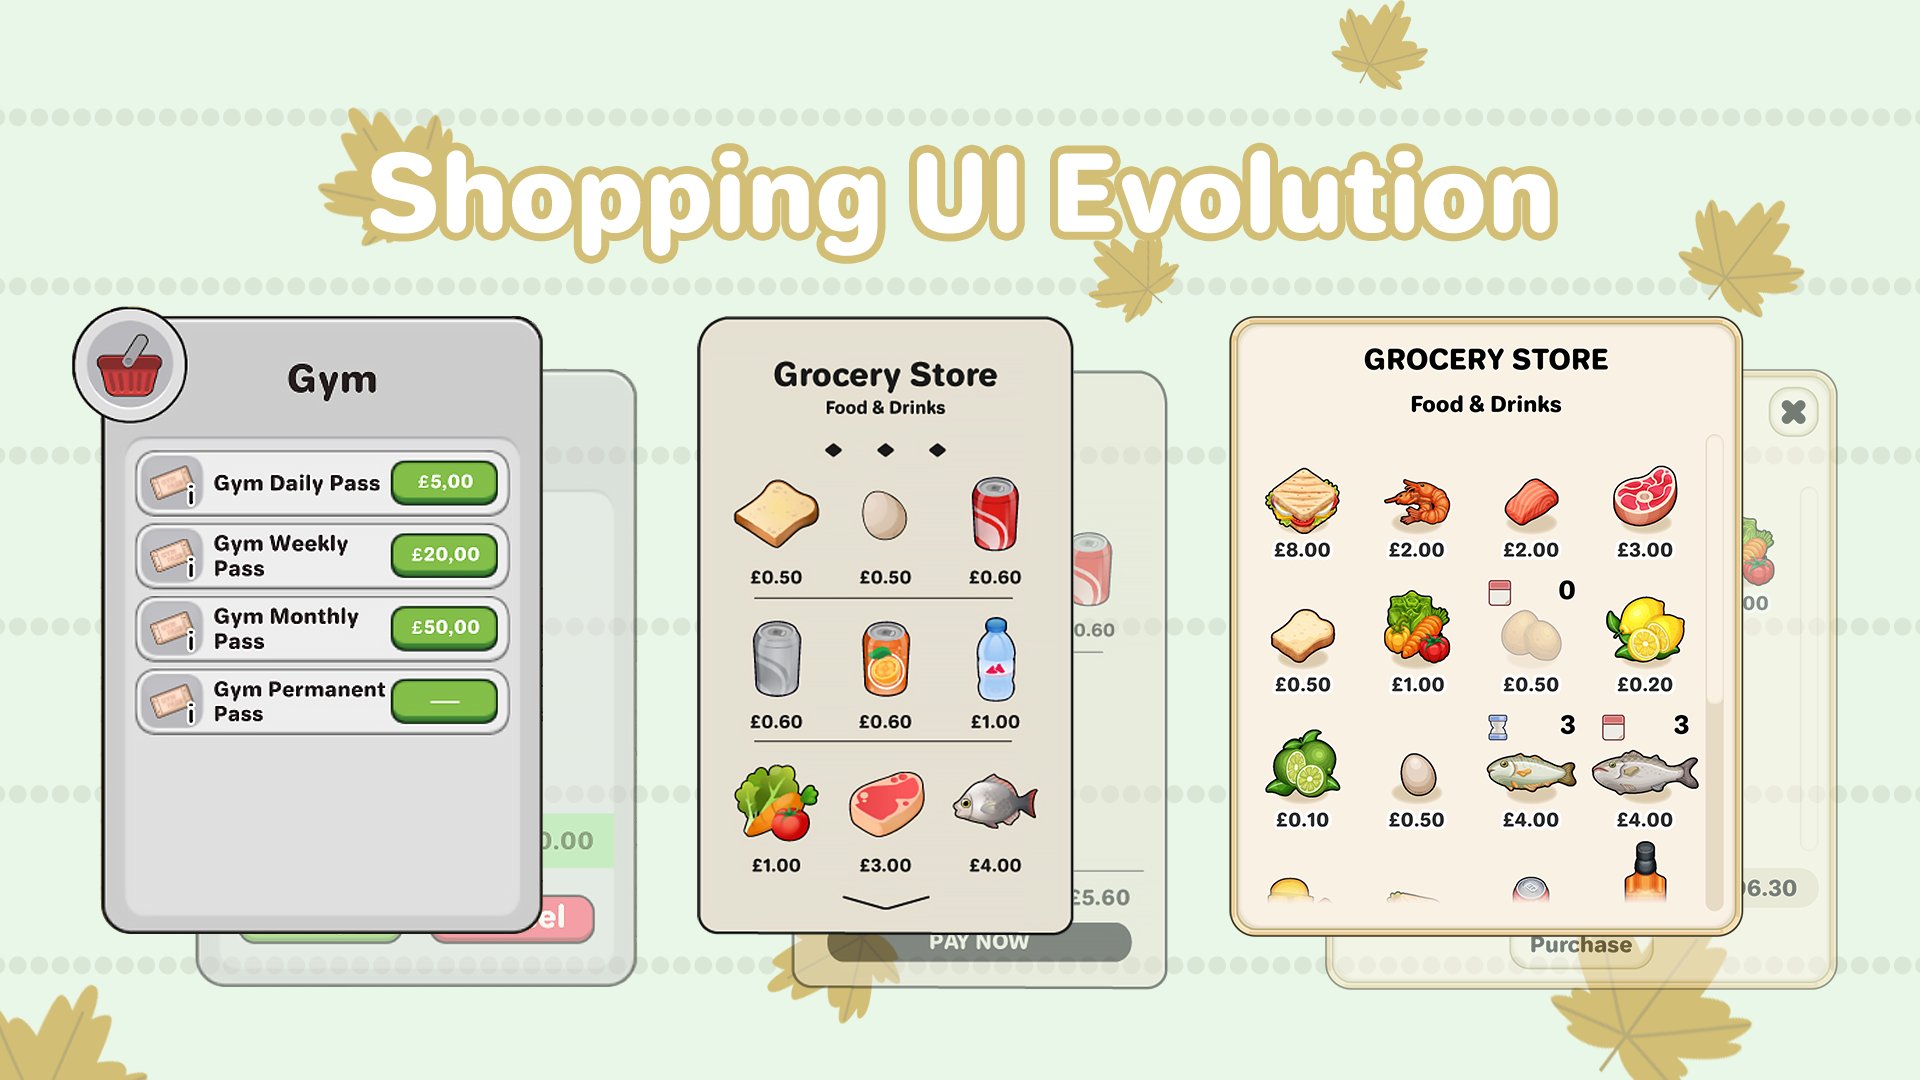 Shopping UI Evolution
Gym
Gym Daily Pass
£5,00
Gym Weekly
Pass
£20,00
Gym Monthly
Pass
£50,00
Gym Permanent
Pass
—
0.00
el
Grocery Store
Food & Drinks
£0.50 £0.50 £0.60
£0.60 £0.60 £1.00
£1.00 £3.00 £4.00
0.60
£5.60
PAY NOW
GROCERY STORE
Food & Drinks
£8.00 £2.00 £2.00 £3.00
0
£0.50 £1.00 £0.50 £0.20
3 3
£0.10 £0.50 £4.00 £4.00
00
6.30
Purchase